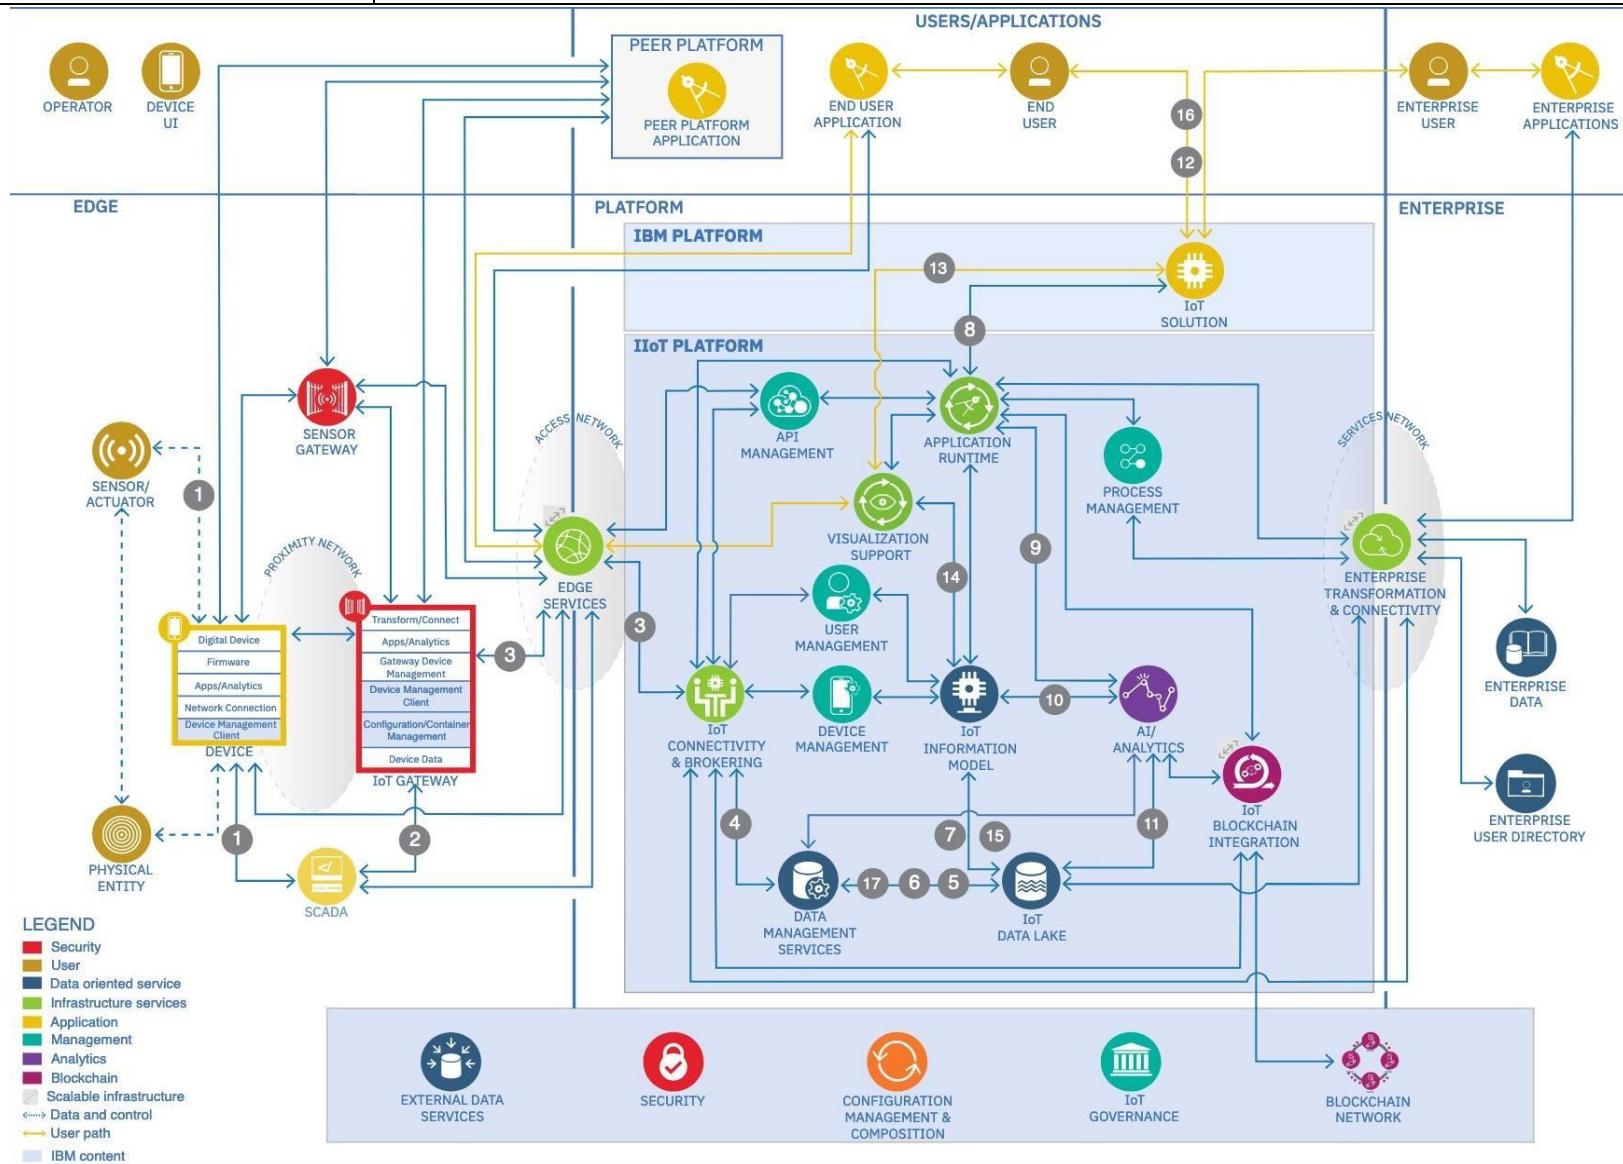 USERS/APPLICATIONS
OPERATOR
DEVICE
UI
PEER PLATFORM
PEER PLATFORM
APPLICATION
END USER
APPLICATION
END
USER
16
12
ENTERPRISE
USER
ENTERPRISE
APPLICATIONS
EDGE
PLATFORM
ENTERPRISE
IBM PLATFORM
13
IoT
SOLUTION
8
IIoT PLATFORM
SENSOR
GATEWAY
ACCESS NETWORK
API
MANAGEMENT
APPLICATION
RUNTIME
SERVICES NETWORK
SENSOR/
ACTUATOR
1
PROCESS
MANAGEMENT
VISUALIZATION
SUPPORT
9
14
PROXIMITY NETWORK
EDGE
SERVICES
ENTERPRISE
TRANSFORMATION
& CONNECTIVITY
USER
MANAGEMENT
3
3
Digital Device
Firmware
Apps/Analytics
Network Connection
Device Management
Client
DEVICE
Transform/Connect
Apps/Analytics
Gateway Device
Management
Device Management
Client
Configuration/Container
Management
Device Data
IoT GATEWAY
ENTERPRISE
DATA
10
IoT
CONNECTIVITY
& BROKERING
DEVICE
MANAGEMENT
IoT
INFORMATION
MODEL
AI/
ANALYTICS
IoT
BLOCKCHAIN
INTEGRATION
ENTERPRISE
USER DIRECTORY
1
2
4
7
15
11
PHYSICAL
ENTITY
</>
SCADA
17
6
5
DATA
MANAGEMENT
SERVICES
IoT
DATA LAKE
LEGEND
Security
User
Data oriented service
Infrastructure services
Application
Management
Analytics
Blockchain
Scalable infrastructure
Data and control
User path
IBM content
EXTERNAL DATA
SERVICES
SECURITY
CONFIGURATION
MANAGEMENT &
COMPOSITION
IoT
GOVERNANCE
BLOCKCHAIN
NETWORK